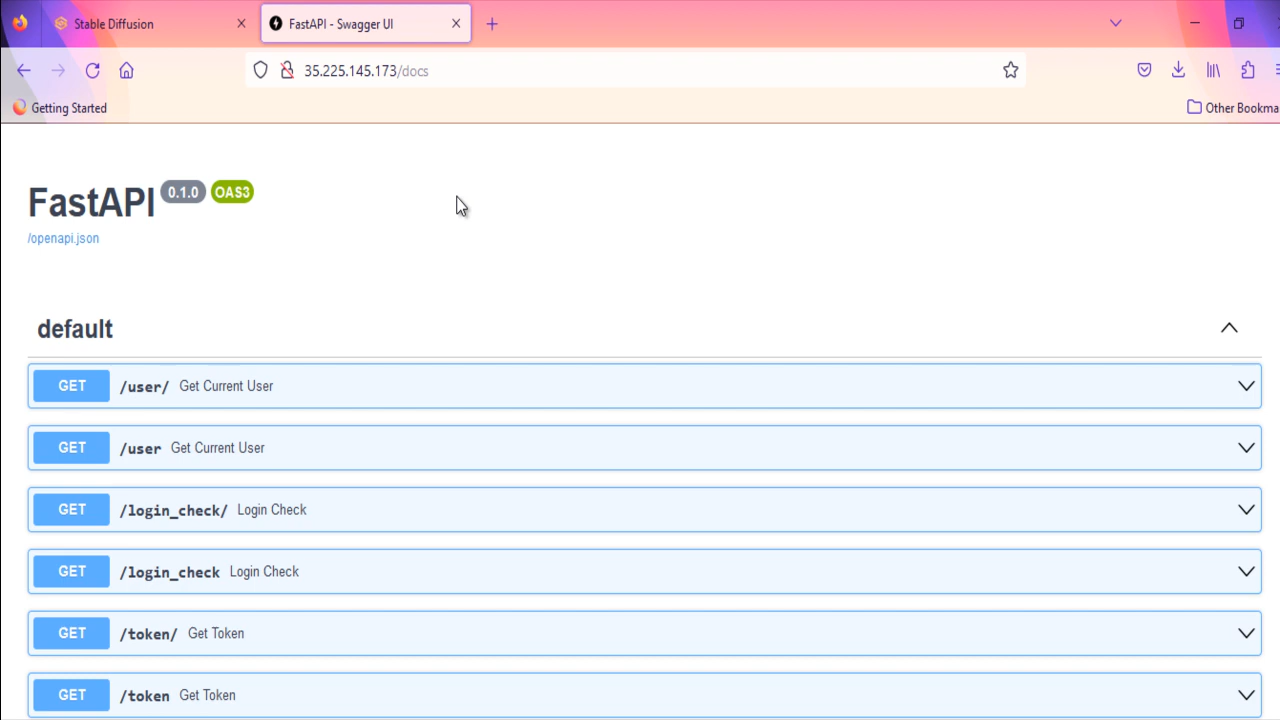 Stable Diffusion
FastAPI - Swagger UI
35.225.145.173/docs
Getting Started
Other Bookma
FastAPI 0.1.0 OAS3
/openapi.json
default
GET /user/ Get Current User
GET /user Get Current User
GET /login_check/ Login Check
GET /login_check Login Check
GET /token/ Get Token
GET /token Get Token